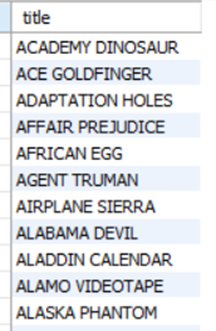 title
ACADEMY DINOSAUR
ACE GOLDFINGER
ADAPTATION HOLES
AFFAIR PREJUDICE
AFRICAN EGG
AGENT TRUMAN
AIRPLANE SIERRA
ALABAMA DEVIL
ALADDIN CALENDAR
ALAMO VIDEOTAPE
ALASKA PHANTOM